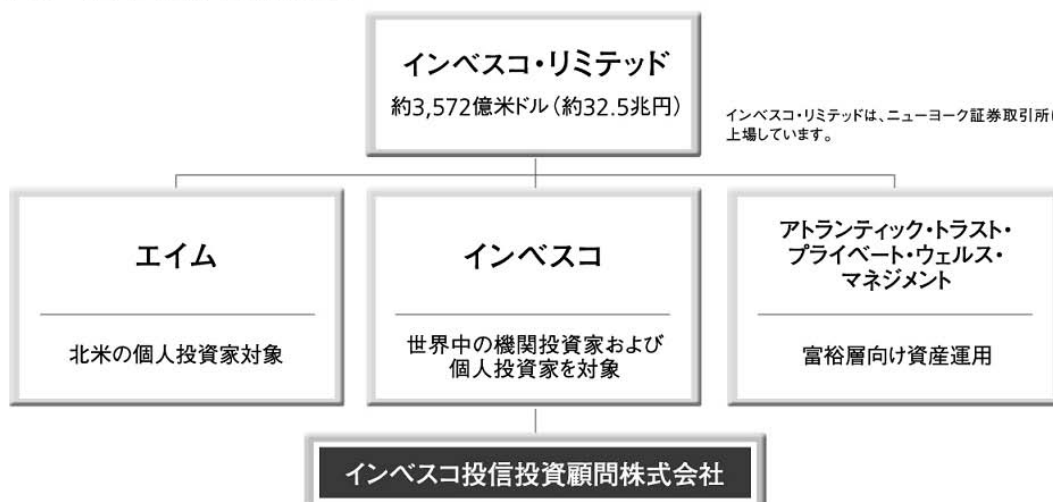 インベスコ・リミテッド
約3,572億米ドル（約32.5兆円）
インベスコ・リミテッドは、ニューヨーク証券取引所に
上場しています。
エイム
北米の個人投資家対象
インベスコ
世界中の機関投資家および
個人投資家を対象
アトランティック・トラスト・
プライベート・ウェルス・
マネジメント
富裕層向け資産運用
インベスコ投信投資顧問株式会社